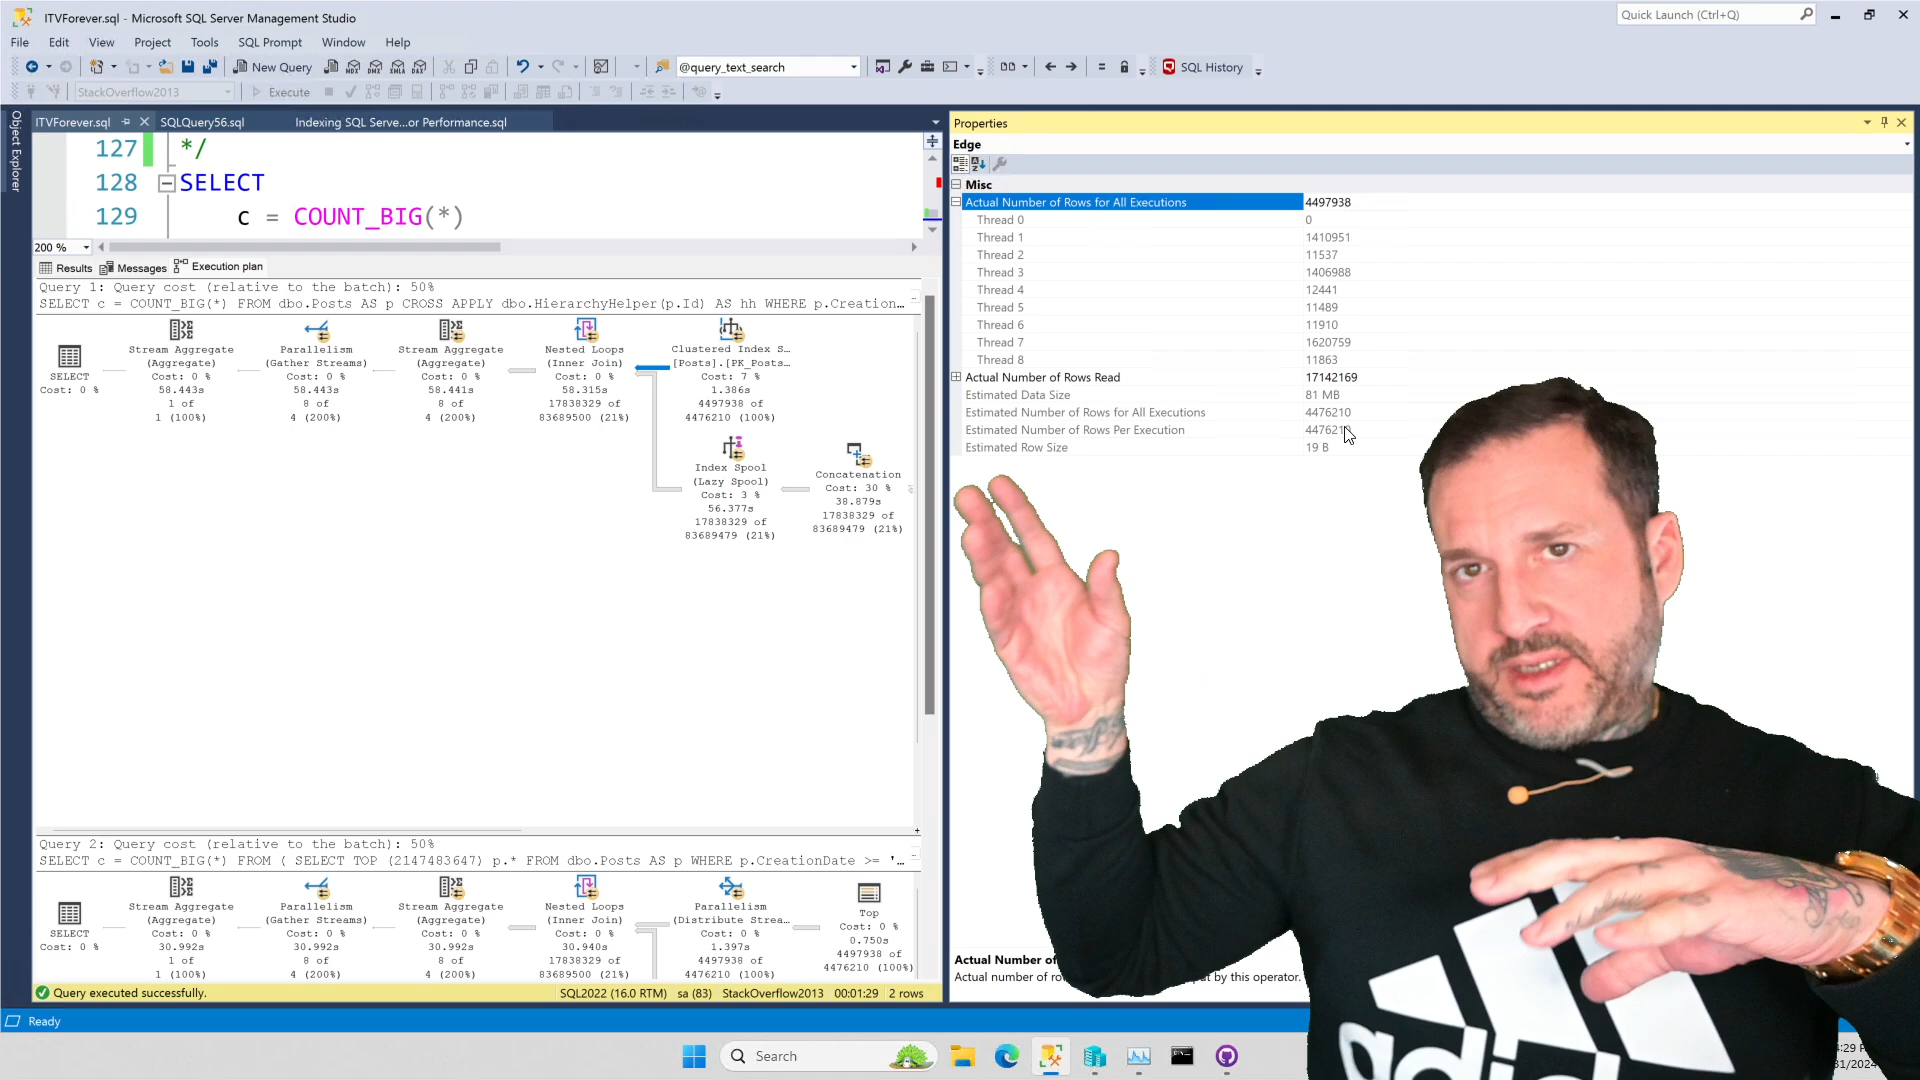 ITVForever.sql - Microsoft SQL Server Management Studio
Quick Launch (Ctrl+Q)
File Edit View Project Tools SQL Prompt Window Help
New Query
@query_text_search
SQL History
StackOverflow2013
Execute
Object Explorer
ITVForever.sql
SQLQuery56.sql
Indexing SQL Serve...or Performance.sql
127 */
128 SELECT
129 c = COUNT_BIG(*)
200 %
Results Messages Execution plan
Query 1: Query cost (relative to the batch): 50%
SELECT c = COUNT_BIG(*) FROM dbo.Posts AS p CROSS APPLY dbo.HierarchyHelper(p.Id) AS hh WHERE p.Creation...
SELECT
Cost: 0 %
Stream Aggregate
(Aggregate)
Cost: 0 %
58.443s
1 of
1 (100%)
Parallelism
(Gather Streams)
Cost: 0 %
58.443s
8 of
4 (200%)
Stream Aggregate
(Aggregate)
Cost: 0 %
58.441s
8 of
4 (200%)
Nested Loops
(Inner Join)
Cost: 0 %
58.315s
17838329 of
83689500 (21%)
Clustered Index S...
[Posts].[PK_Posts...
Cost: 7 %
1.386s
4497938 of
4476210 (100%)
Index Spool
(Lazy Spool)
Cost: 3 %
56.377s
17838329 of
83689479 (21%)
Concatenation
Cost: 30 %
38.879s
17838329 of
83689479 (21%)
Query 2: Query cost (relative to the batch): 50%
SELECT c = COUNT_BIG(*) FROM ( SELECT TOP (2147483647) p.* FROM dbo.Posts AS p WHERE p.CreationDate >= '...
SELECT
Cost: 0 %
Stream Aggregate
(Aggregate)
Cost: 0 %
30.992s
1 of
1 (100%)
Parallelism
(Gather Streams)
Cost: 0 %
30.992s
8 of
4 (200%)
Stream Aggregate
(Aggregate)
Cost: 0 %
30.992s
8 of
4 (200%)
Nested Loops
(Inner Join)
Cost: 0 %
30.940s
17838329 of
83689500 (21%)
Parallelism
(Distribute Strea...
Cost: 0 %
1.397s
4497938 of
4476210 (100%)
Top
Cost: 0 %
0.750s
4497938 of
4476210 (100%)
Query executed successfully.
SQL2022 (16.0 RTM) sa (83) StackOverflow2013 00:01:29 2 rows
Properties
Edge
Misc
Actual Number of Rows for All Executions 4497938
Thread 0 0
Thread 1 1410951
Thread 2 11537
Thread 3 1406988
Thread 4 12441
Thread 5 11489
Thread 6 11910
Thread 7 1620759
Thread 8 11863
Actual Number of Rows Read 17142169
Estimated Data Size 81 MB
Estimated Number of Rows for All Executions 4476210
Estimated Number of Rows Per Execution 4476210
Estimated Row Size 19 B
Actual Number of
Actual number of ro
by this operator.
Ready
Search
adid